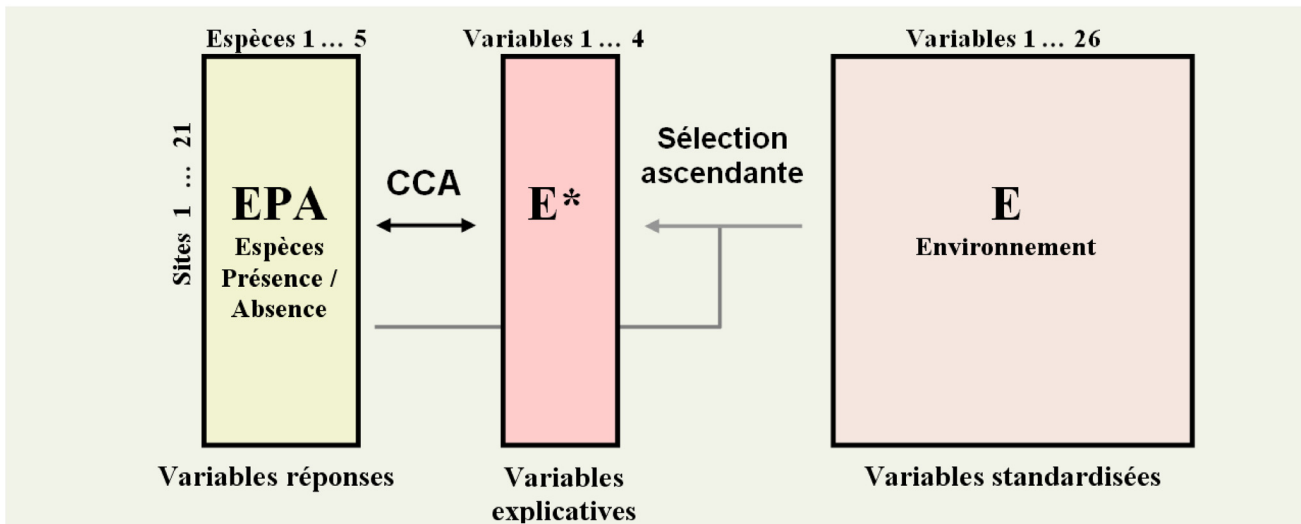 Espèces 1 ... 5
Variables 1 ... 4
Variables 1 ... 26
Sites 1 ... 21
EPA
Espèces
Présence /
Absence
CCA
E*
Sélection
ascendante
E
Environnement
Variables réponses
Variables
explicatives
Variables standardisées